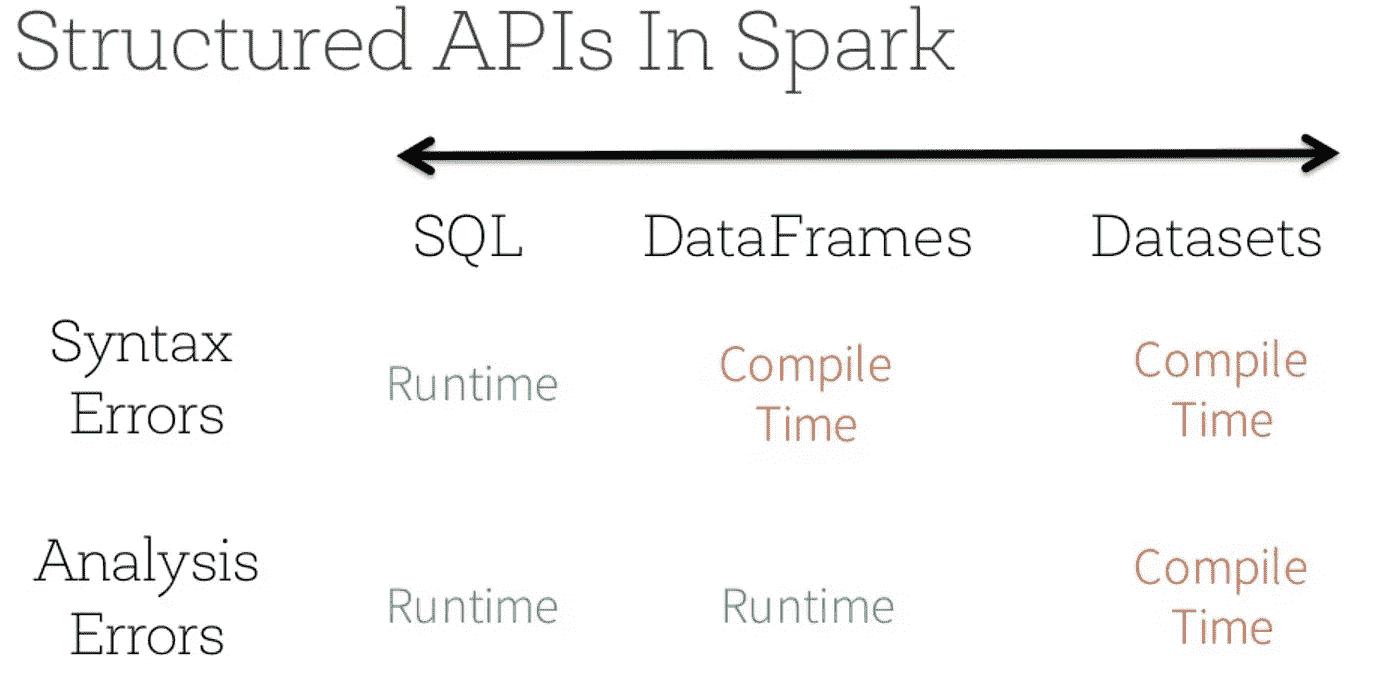 Structured APIs In Spark
SQL DataFrames Datasets
Syntax
Errors
Runtime
Compile
Time
Compile
Time
Analysis
Errors
Runtime
Runtime
Compile
Time